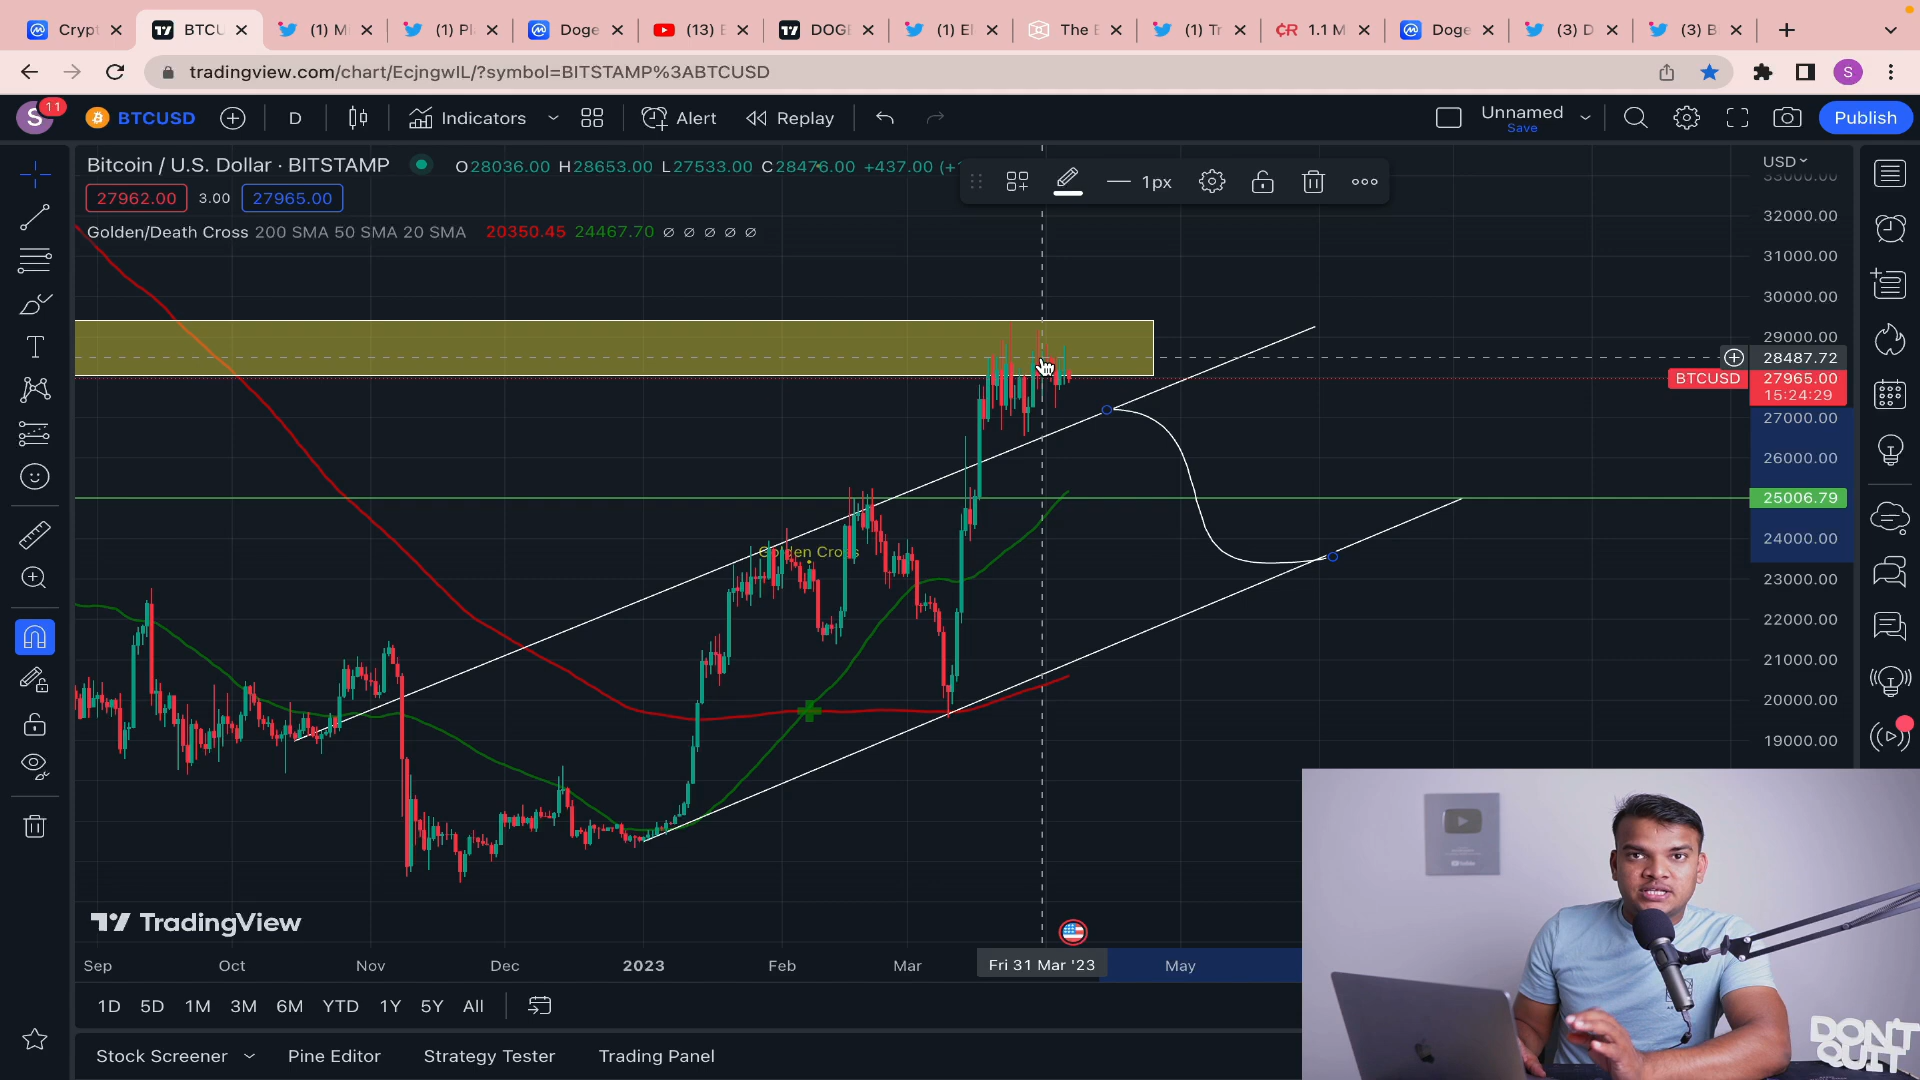 Crypt
BTCU
(1) M
(1) Pl
Doge
(13) E
DOGE
(1) El
The E
(1) Tr
1.1 M
Doge
(3) D
(3) B
tradingview.com/chart/EcjngwIL/?symbol=BITSTAMP%3ABTCUSD
S
S
11
BTCUSD
D
Indicators
Alert
Replay
Unnamed
Save
Publish
Bitcoin / U.S. Dollar · BITSTAMP
O28036.00 H28653.00 L27533.00 C28476.00 +437.00 (+
1px
USD
27962.00
3.00
27965.00
Golden/Death Cross 200 SMA 50 SMA 20 SMA 20350.45 24467.70 ∅ ∅ ∅ ∅ ∅
33000.00
32000.00
31000.00
30000.00
29000.00
28487.72
BTCUSD
27965.00
15:24:29
27000.00
26000.00
25006.79
24000.00
23000.00
22000.00
21000.00
20000.00
19000.00
Golden Cross
TradingView
Sep
Oct
Nov
Dec
2023
Feb
Mar
Fri 31 Mar '23
May
1D
5D
1M
3M
6M
YTD
1Y
5Y
All
Stock Screener
Pine Editor
Strategy Tester
Trading Panel
DON'T
QUIT